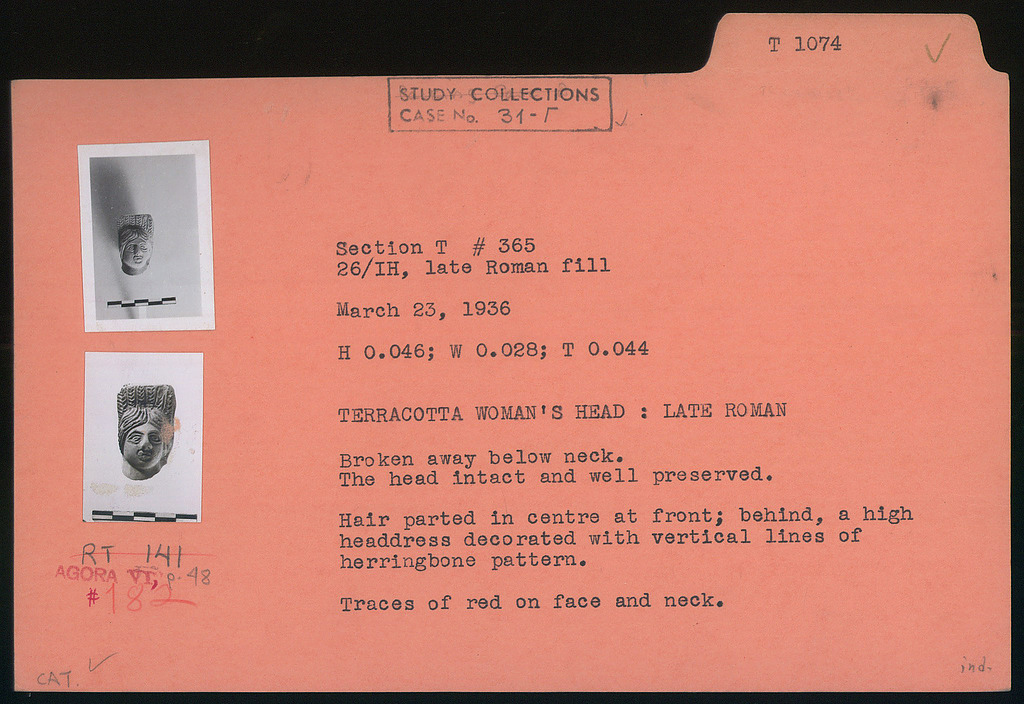 T 1074
STUDY COLLECTIONS
CASE No. 31-Γ
Section T # 365
26/IH, late Roman fill
March 23, 1936
H 0.046; W 0.028; T 0.044
TERRACOTTA WOMAN'S HEAD : LATE ROMAN
Broken away below neck.
The head intact and well preserved.
Hair parted in centre at front; behind, a high
headdress decorated with vertical lines of
herringbone pattern.
Traces of red on face and neck.
RT 141
AGORA VI, p. 48
# 182
CAT.
ind.